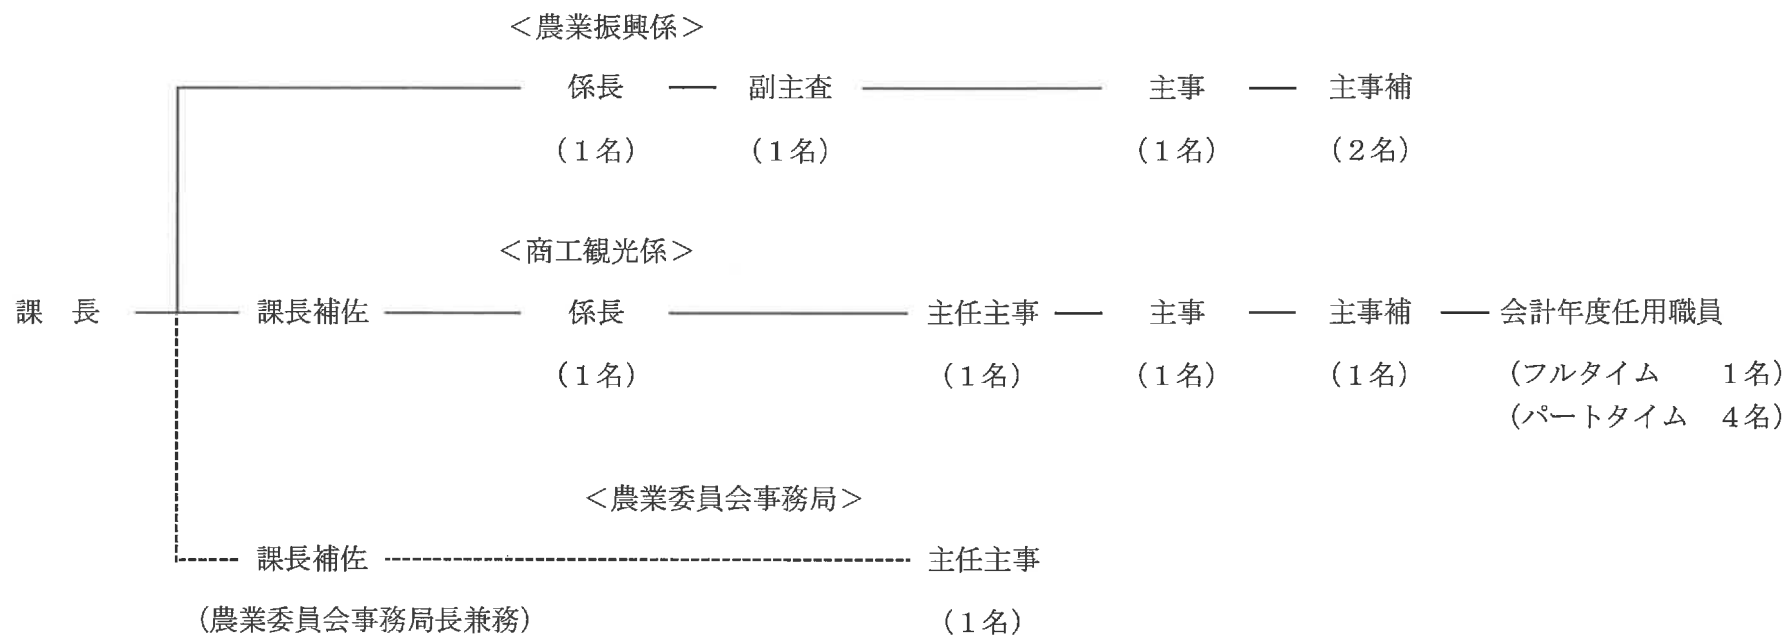 ＜農業振興係＞
係長 副主査 主事 主事補
（１名） （１名） （１名） （２名）
＜商工観光係＞
課　長 課長補佐 係長 主任主事 主事 主事補 会計年度任用職員
（１名） （１名） （１名） （１名） （フルタイム　　１名）
（パートタイム　４名）
＜農業委員会事務局＞
課長補佐 主任主事
（農業委員会事務局長兼務） （１名）